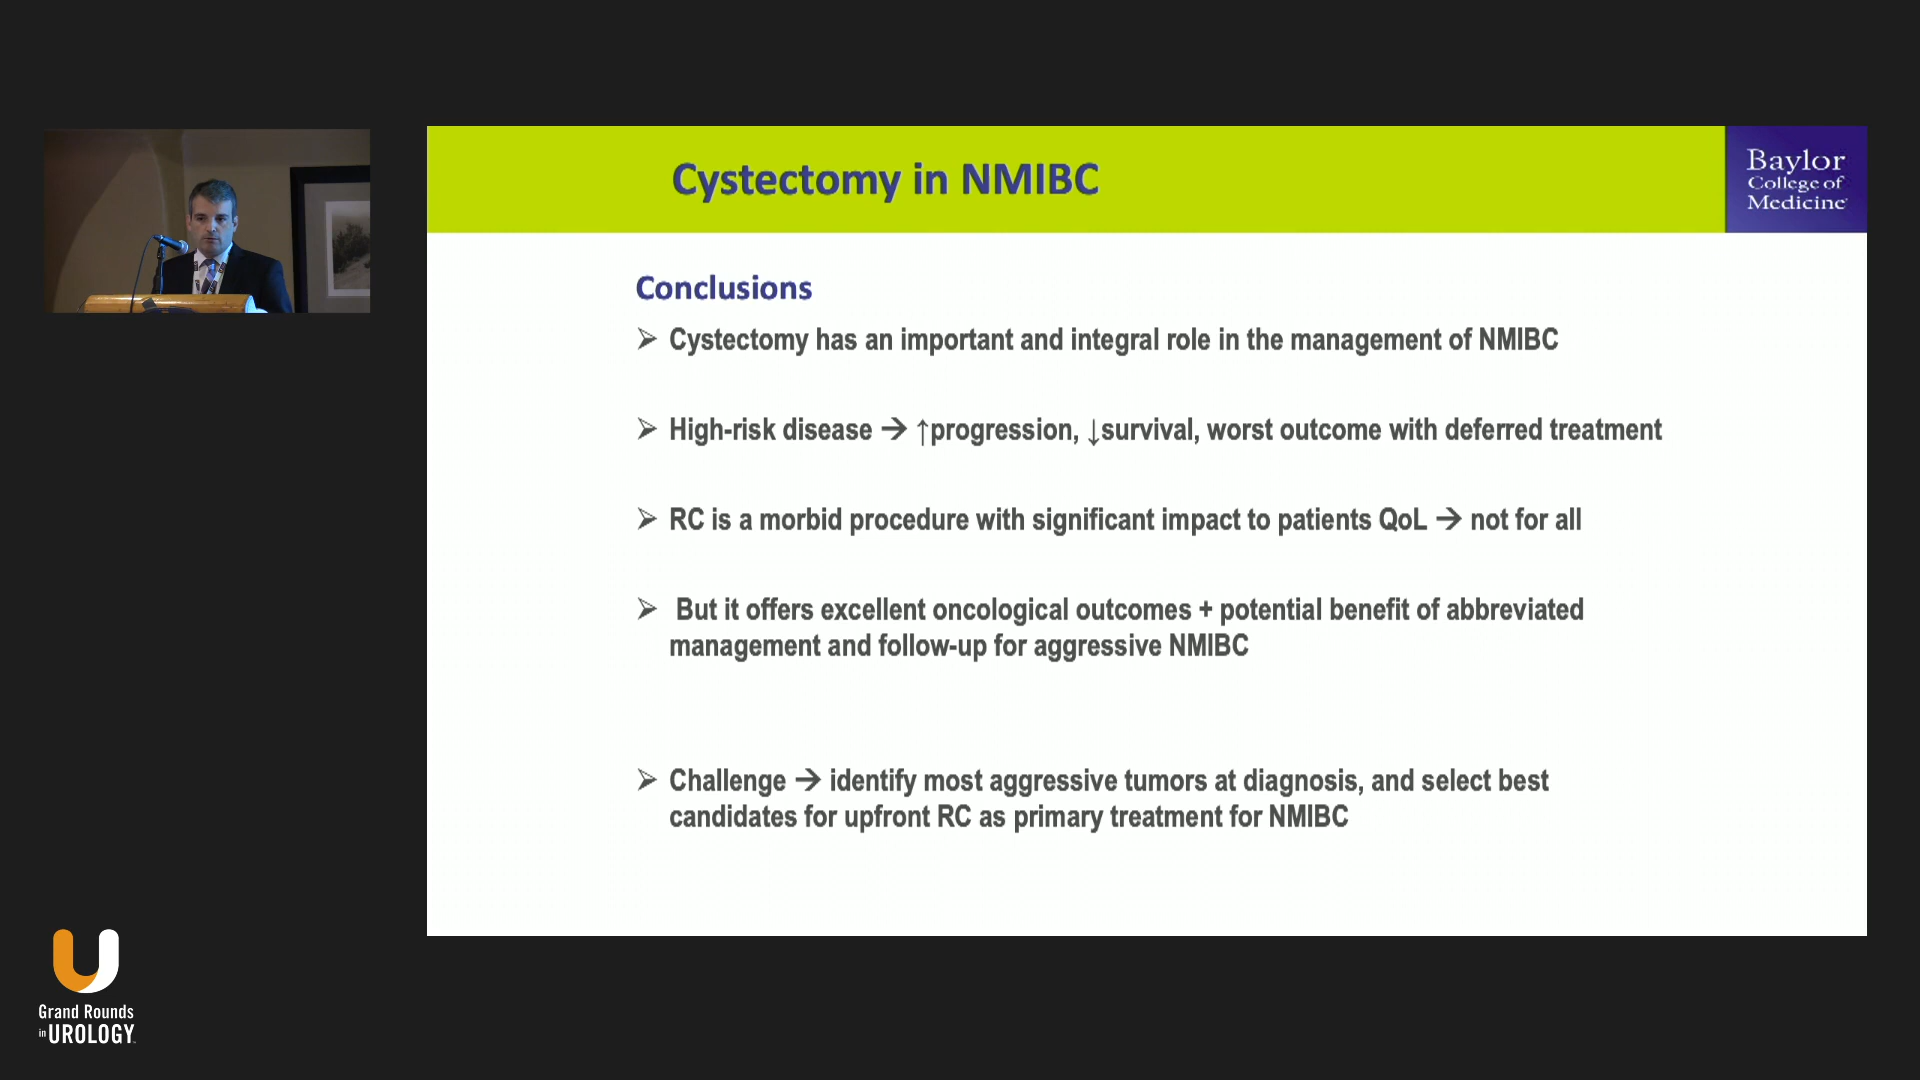 Cystectomy in NMIBC
Baylor
College of
Medicine
Conclusions
➢ Cystectomy has an important and integral role in the management of NMIBC
➢ High-risk disease → ↑progression, ↓survival, worst outcome with deferred treatment
➢ RC is a morbid procedure with significant impact to patients QoL → not for all
➢ But it offers excellent oncological outcomes + potential benefit of abbreviated
management and follow-up for aggressive NMIBC
➢ Challenge → identify most aggressive tumors at diagnosis, and select best
candidates for upfront RC as primary treatment for NMIBC
Grand Rounds
in UROLOGY